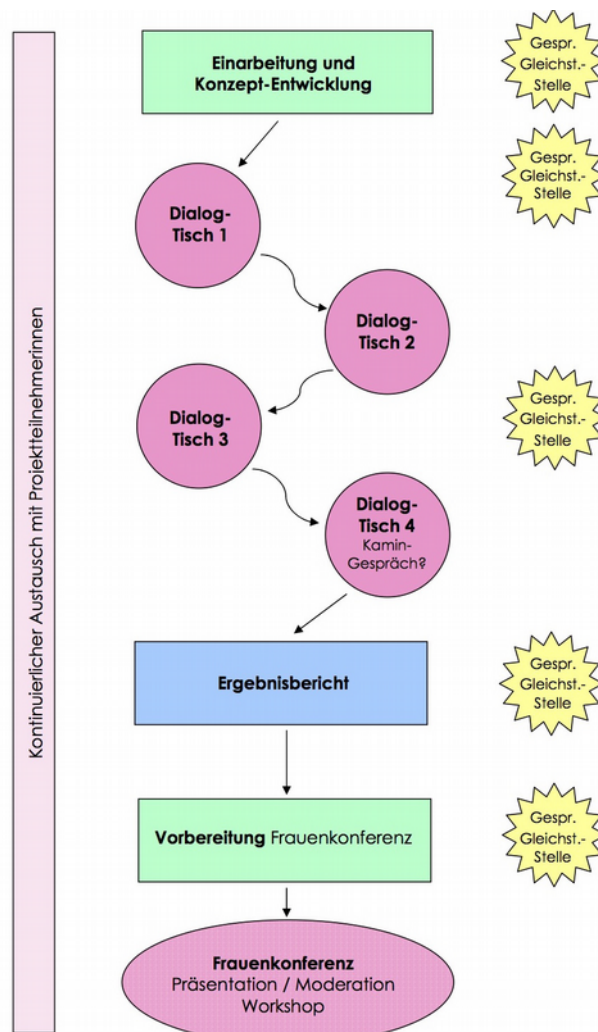 Einarbeitung und
Konzept-Entwicklung
Gespr.
Gleichst.-
Stelle
Gespr.
Gleichst.-
Stelle
Dialog-
Tisch 1
Dialog-
Tisch 2
Dialog-
Tisch 3
Gespr.
Gleichst.-
Stelle
Dialog-
Tisch 4
Kamin-
Gespräch?
Kontinuierlicher Austausch mit Projektteilnehmerinnen
Ergebnisbericht
Gespr.
Gleichst.-
Stelle
Vorbereitung Frauenkonferenz
Gespr.
Gleichst.-
Stelle
Frauenkonferenz
Präsentation / Moderation
Workshop